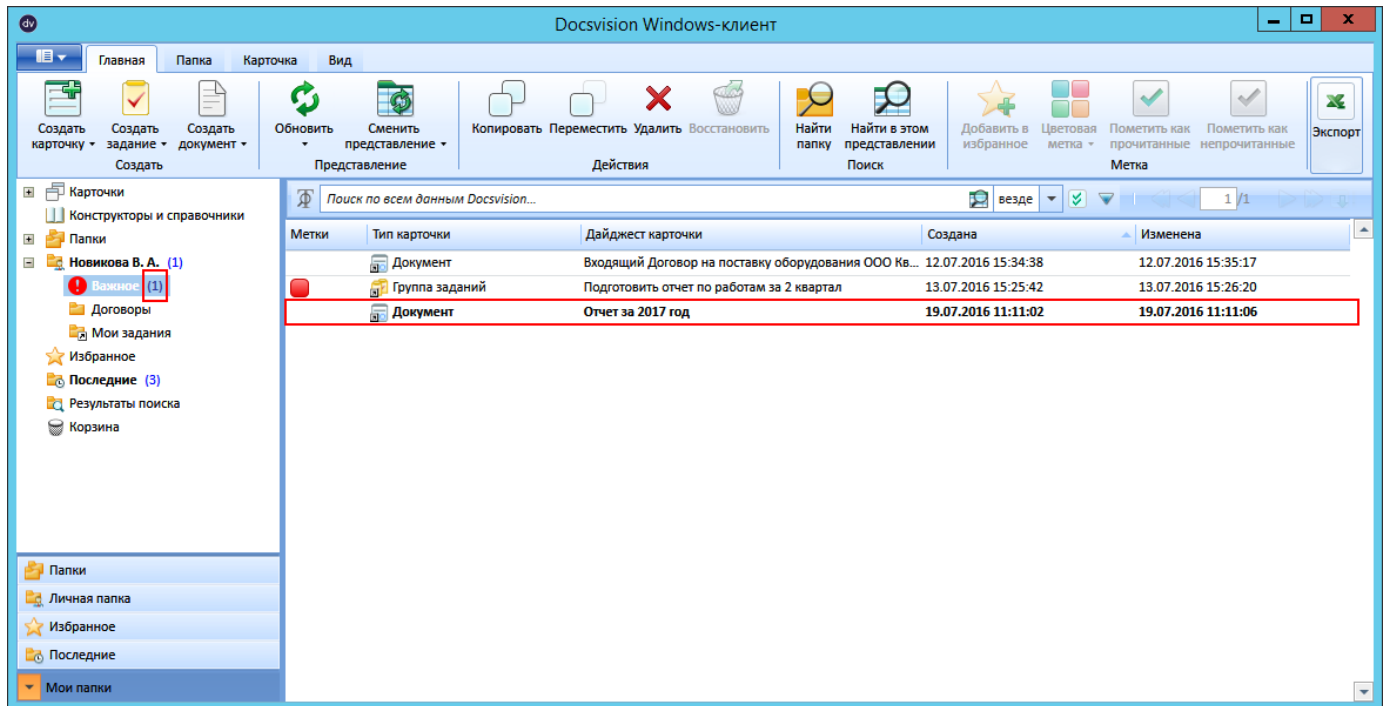 dv
Docsvision Windows-клиент
Главная Папка Карточка Вид
Создать карточку
Создать задание
Создать документ
Обновить
Сменить представление
Копировать Переместить Удалить Восстановить
Найти папку
Найти в этом представлении
Добавить в избранное
Цветовая метка
Пометить как прочитанные
Пометить как непрочитанные
Экспорт
Создать Представление Действия Поиск Метка
Карточки
Конструкторы и справочники
Папки
Новикова В. А. (1)
Важное (1)
Договоры
Мои задания
Избранное
Последние (3)
Результаты поиска
Корзина
Папки
Личная папка
Избранное
Последние
Мои папки
Поиск по всем данным Docsvision... везде 1 /1
Метки Тип карточки Дайджест карточки Создана Изменена
Документ Входящий Договор на поставку оборудования ООО Кв... 12.07.2016 15:34:38 12.07.2016 15:35:17
Группа заданий Подготовить отчет по работам за 2 квартал 13.07.2016 15:25:42 13.07.2016 15:26:20
Документ Отчет за 2017 год 19.07.2016 11:11:02 19.07.2016 11:11:06